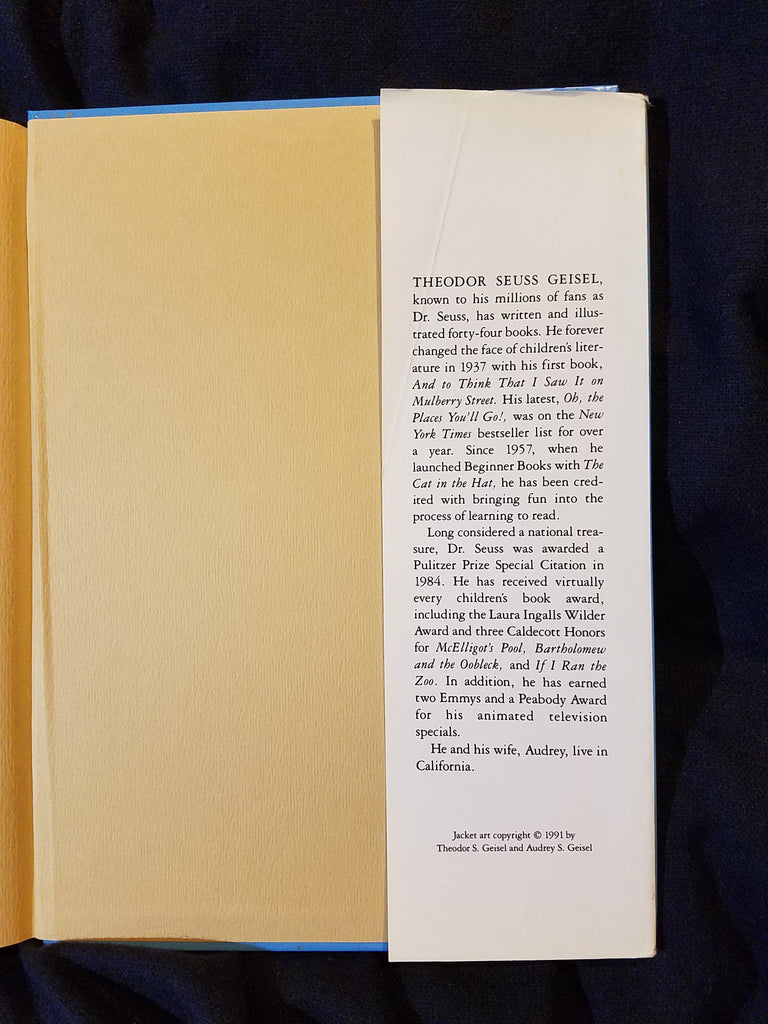 THEODOR SEUSS GEISEL,
known to his millions of fans as
Dr. Seuss, has written and illus-
trated forty-four books. He forever
changed the face of children's liter-
ature in 1937 with his first book,
And to Think That I Saw It on
Mulberry Street. His latest, Oh, the
Places You'll Go!, was on the New
York Times bestseller list for over
a year. Since 1957, when he
launched Beginner Books with The
Cat in the Hat, he has been cred-
ited with bringing fun into the
process of learning to read.
Long considered a national trea-
sure, Dr. Seuss was awarded a
Pulitzer Prize Special Citation in
1984. He has received virtually
every children's book award,
including the Laura Ingalls Wilder
Award and three Caldecott Honors
for McElligot's Pool, Bartholomew
and the Oobleck, and If I Ran the
Zoo. In addition, he has earned
two Emmys and a Peabody Award
for his animated television
specials.
He and his wife, Audrey, live in
California.
Jacket art copyright © 1991 by
Theodor S. Geisel and Audrey S. Geisel